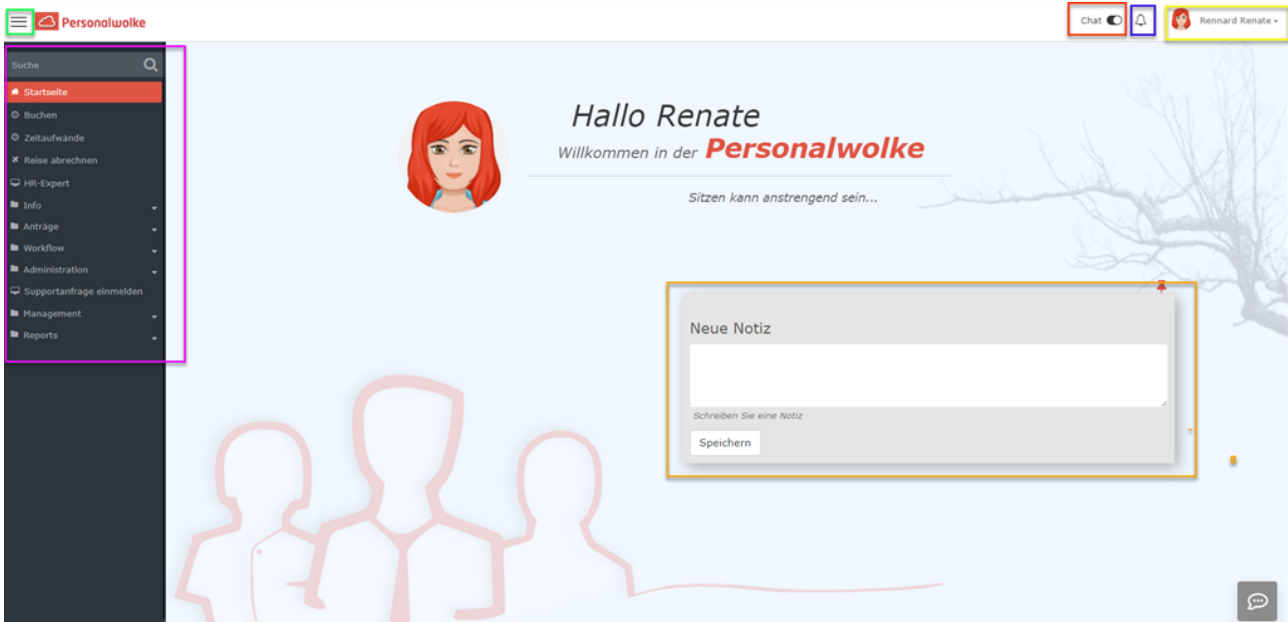 Personalwolke
Chat
Rennard Renate
Suche
Startseite
Buchen
Zeitaufwände
Reise abrechnen
HR-Expert
Info
Anträge
Workflow
Administration
Supportanfrage einmelden
Management
Reports
Hallo Renate
Willkommen in der Personalwolke
Sitzen kann anstrengend sein...
Neue Notiz
Schreiben Sie eine Notiz
Speichern